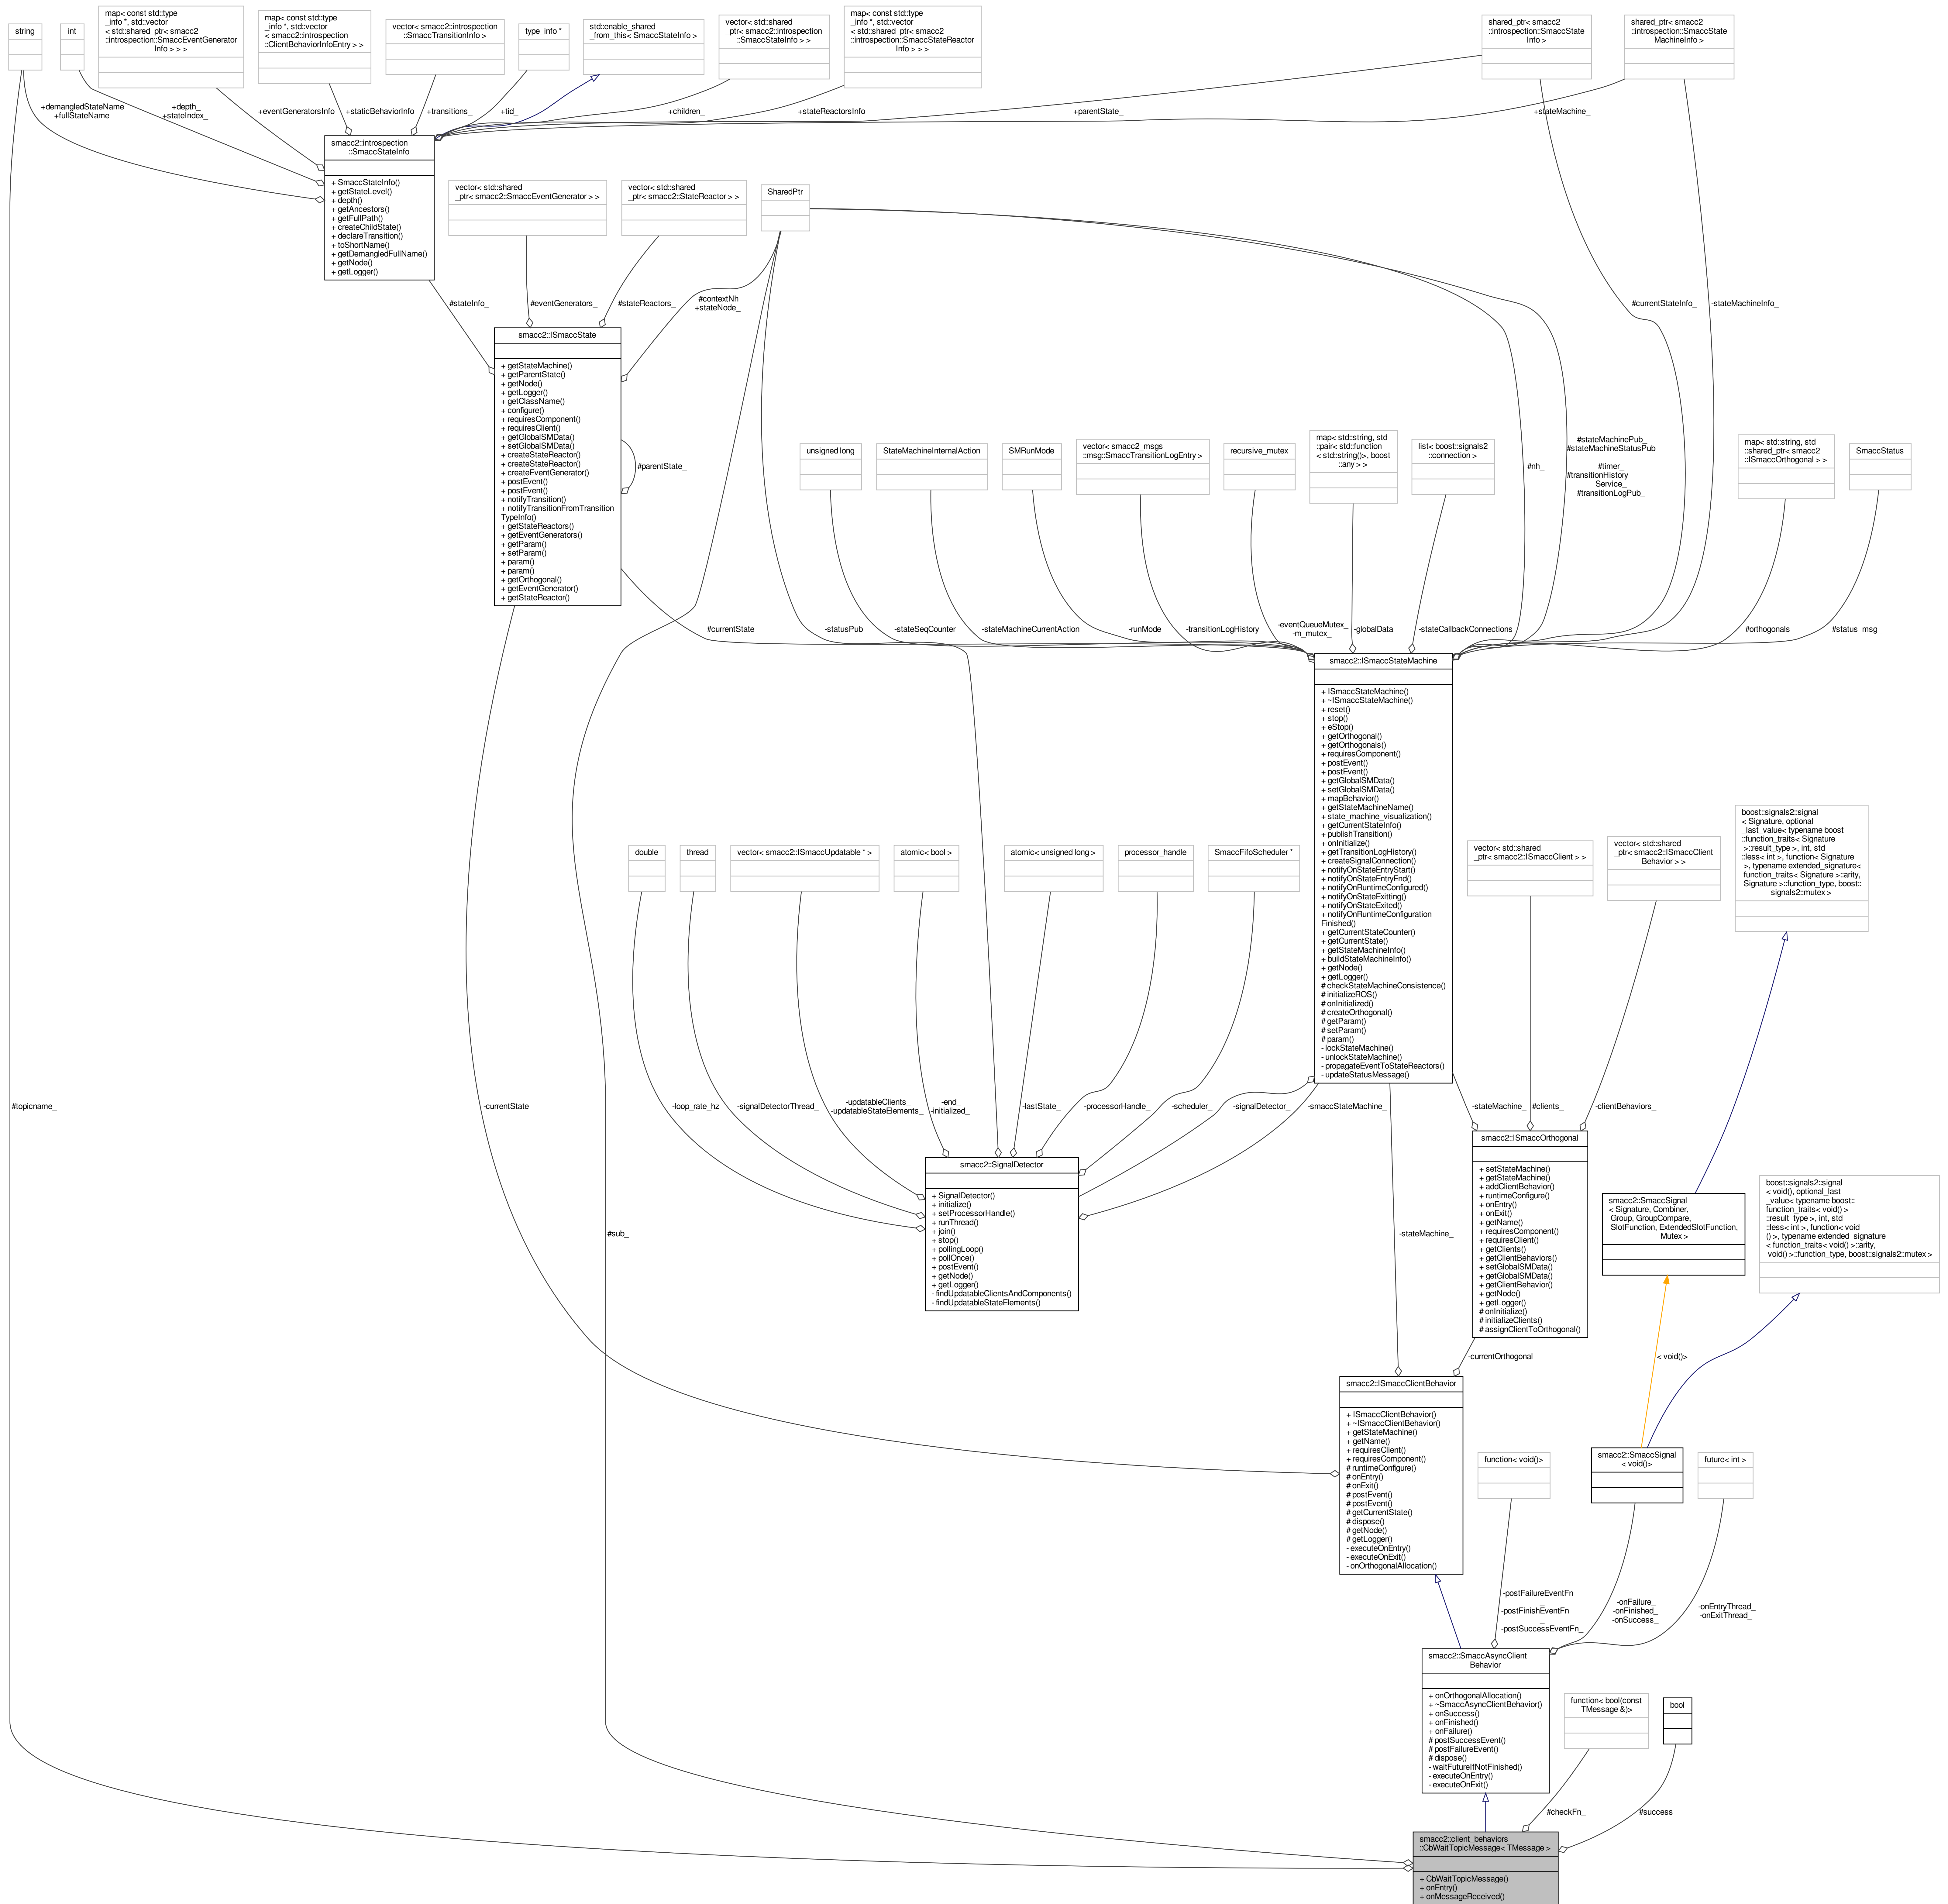 string
int
map< const std::type
_info *, std::vector
< std::shared_ptr< smacc2
::introspection::SmaccEventGenerator
Info > > >
map< const std::type
_info *, std::vector
< smacc2::introspection
::ClientBehaviorInfoEntry > >
vector< smacc2::introspection
::SmaccTransitionInfo >
type_info *
std::enable_shared
_from_this< SmaccStateInfo >
vector< std::shared
_ptr< smacc2::introspection
::SmaccStateInfo > >
map< const std::type
_info *, std::vector
< std::shared_ptr< smacc2
::introspection::SmaccStateReactor
Info > > >
shared_ptr< smacc2
::introspection::SmaccState
Info >
shared_ptr< smacc2
::introspection::SmaccState
MachineInfo >
+demangledStateName
+fullStateName
+depth_
+stateIndex_
+eventGeneratorsInfo
+staticBehaviorInfo
+transitions_
+tid_
+children_
+stateReactorsInfo
+parentState_
+stateMachine_
smacc2::introspection
::SmaccStateInfo
+ SmaccStateInfo()
+ getStateLevel()
+ depth()
+ getAncestors()
+ getFullPath()
+ createChildState()
+ declareTransition()
+ toShortName()
+ getDemangledFullName()
+ getNode()
+ getLogger()
vector< std::shared
_ptr< smacc2::SmaccEventGenerator > >
vector< std::shared
_ptr< smacc2::StateReactor > >
SharedPtr
#stateInfo_
#eventGenerators_
#stateReactors_
#contextNh
+stateNode_
#currentStateInfo_
-stateMachineInfo_
smacc2::ISmaccState
+ getStateMachine()
+ getParentState()
+ getNode()
+ getLogger()
+ getClassName()
+ configure()
+ requiresComponent()
+ requiresClient()
+ getGlobalSMData()
+ setGlobalSMData()
+ createStateReactor()
+ createStateReactor()
+ createEventGenerator()
+ postEvent()
+ postEvent()
+ notifyTransition()
+ notifyTransitionFromTransition
TypeInfo()
+ getStateReactors()
+ getEventGenerators()
+ getParam()
+ setParam()
+ param()
+ param()
+ getOrthogonal()
+ getEventGenerator()
+ getStateReactor()
#parentState_
unsigned long
StateMachineInternalAction
SMRunMode
vector< smacc2_msgs
::msg::SmaccTransitionLogEntry >
recursive_mutex
map< std::string, std
::pair< std::function
< std::string()>, boost
::any > >
list< boost::signals2
::connection >
#nh_
#stateMachinePub_
#stateMachineStatusPub
_
#timer_
#transitionHistory
Service_
#transitionLogPub_
map< std::string, std
::shared_ptr< smacc2
::ISmaccOrthogonal > >
SmaccStatus
#currentState_
-statusPub_
-stateSeqCounter_
-stateMachineCurrentAction
-runMode_
-transitionLogHistory_
-eventQueueMutex_
-m_mutex_
-globalData_
-stateCallbackConnections
#orthogonals_
#status_msg_
smacc2::ISmaccStateMachine
+ ISmaccStateMachine()
+ ~ISmaccStateMachine()
+ reset()
+ stop()
+ eStop()
+ getOrthogonal()
+ getOrthogonals()
+ requiresComponent()
+ postEvent()
+ postEvent()
+ getGlobalSMData()
+ setGlobalSMData()
+ mapBehavior()
+ getStateMachineName()
+ state_machine_visualization()
+ getCurrentStateInfo()
+ publishTransition()
+ onInitialize()
+ getTransitionLogHistory()
+ createSignalConnection()
+ notifyOnStateEntryStart()
+ notifyOnStateEntryEnd()
+ notifyOnRuntimeConfigured()
+ notifyOnStateExitting()
+ notifyOnStateExited()
+ notifyOnRuntimeConfiguration
Finished()
+ getCurrentStateCounter()
+ getCurrentState()
+ getStateMachineInfo()
+ buildStateMachineInfo()
+ getNode()
+ getLogger()
# checkStateMachineConsistence()
# initializeROS()
# onInitialized()
# createOrthogonal()
# getParam()
# setParam()
# param()
- lockStateMachine()
- unlockStateMachine()
- propagateEventToStateReactors()
- updateStatusMessage()
double
thread
vector< smacc2::ISmaccUpdatable * >
atomic< bool >
atomic< unsigned long >
processor_handle
SmaccFifoScheduler *
vector< std::shared
_ptr< smacc2::ISmaccClient > >
vector< std::shared
_ptr< smacc2::ISmaccClient
Behavior > >
boost::signals2::signal
< Signature, optional
_last_value< typename boost
::function_traits< Signature
>::result_type >, int, std
::less< int >, function< Signature
>, typename extended_signature<
function_traits< Signature >::arity,
Signature >::function_type, boost::
signals2::mutex >
#topicname_
-currentState
-loop_rate_hz
-signalDetectorThread_
-updatableClients_
-updatableStateElements_
-end_
-initialized_
-lastState_
-processorHandle_
-scheduler_
-signalDetector_
-smaccStateMachine_
-stateMachine_
#clients_
-clientBehaviors_
smacc2::SignalDetector
+ SignalDetector()
+ initialize()
+ setProcessorHandle()
+ runThread()
+ join()
+ stop()
+ pollingLoop()
+ pollOnce()
+ postEvent()
+ getNode()
+ getLogger()
- findUpdatableClientsAndComponents()
- findUpdatableStateElements()
smacc2::ISmaccOrthogonal
+ setStateMachine()
+ getStateMachine()
+ addClientBehavior()
+ runtimeConfigure()
+ onEntry()
+ onExit()
+ getName()
+ requiresComponent()
+ requiresClient()
+ getClients()
+ getClientBehaviors()
+ setGlobalSMData()
+ getGlobalSMData()
+ getClientBehavior()
+ getNode()
+ getLogger()
# onInitialize()
# initializeClients()
# assignClientToOrthogonal()
smacc2::SmaccSignal
< Signature, Combiner,
Group, GroupCompare,
SlotFunction, ExtendedSlotFunction,
Mutex >
boost::signals2::signal
< void(), optional_last
_value< typename boost::
function_traits< void() >
::result_type >, int, std
::less< int >, function< void
() >, typename extended_signature
< function_traits< void() >::arity,
void() >::function_type, boost::signals2::mutex >
#sub_
-stateMachine_
-currentOrthogonal
< void()>
smacc2::ISmaccClientBehavior
+ ISmaccClientBehavior()
+ ~ISmaccClientBehavior()
+ getStateMachine()
+ getName()
+ requiresClient()
+ requiresComponent()
# runtimeConfigure()
# onEntry()
# onExit()
# postEvent()
# postEvent()
# getCurrentState()
# dispose()
# getNode()
# getLogger()
- executeOnEntry()
- executeOnExit()
- onOrthogonalAllocation()
function< void()>
smacc2::SmaccSignal
< void()>
future< int >
-postFailureEventFn
_
-postFinishEventFn
_
-postSuccessEventFn_
-onFailure_
-onFinished_
-onSuccess_
-onEntryThread_
-onExitThread_
smacc2::SmaccAsyncClient
Behavior
+ onOrthogonalAllocation()
+ ~SmaccAsyncClientBehavior()
+ onSuccess()
+ onFinished()
+ onFailure()
# postSuccessEvent()
# postFailureEvent()
# dispose()
- waitFutureIfNotFinished()
- executeOnEntry()
- executeOnExit()
function< bool(const
TMessage &)>
bool
#checkFn_
#success
smacc2::client_behaviors
::CbWaitTopicMessage< TMessage >
+ CbWaitTopicMessage()
+ onEntry()
+ onMessageReceived()